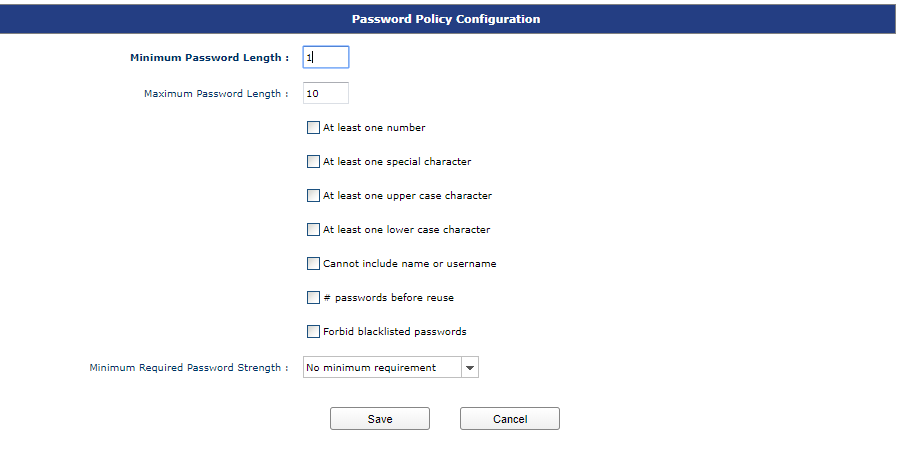 Password Policy Configuration
Minimum Password Length : 1
Maximum Password Length : 10
At least one number
At least one special character
At least one upper case character
At least one lower case character
Cannot include name or username
# passwords before reuse
Forbid blacklisted passwords
Minimum Required Password Strength : No minimum requirement
Save Cancel